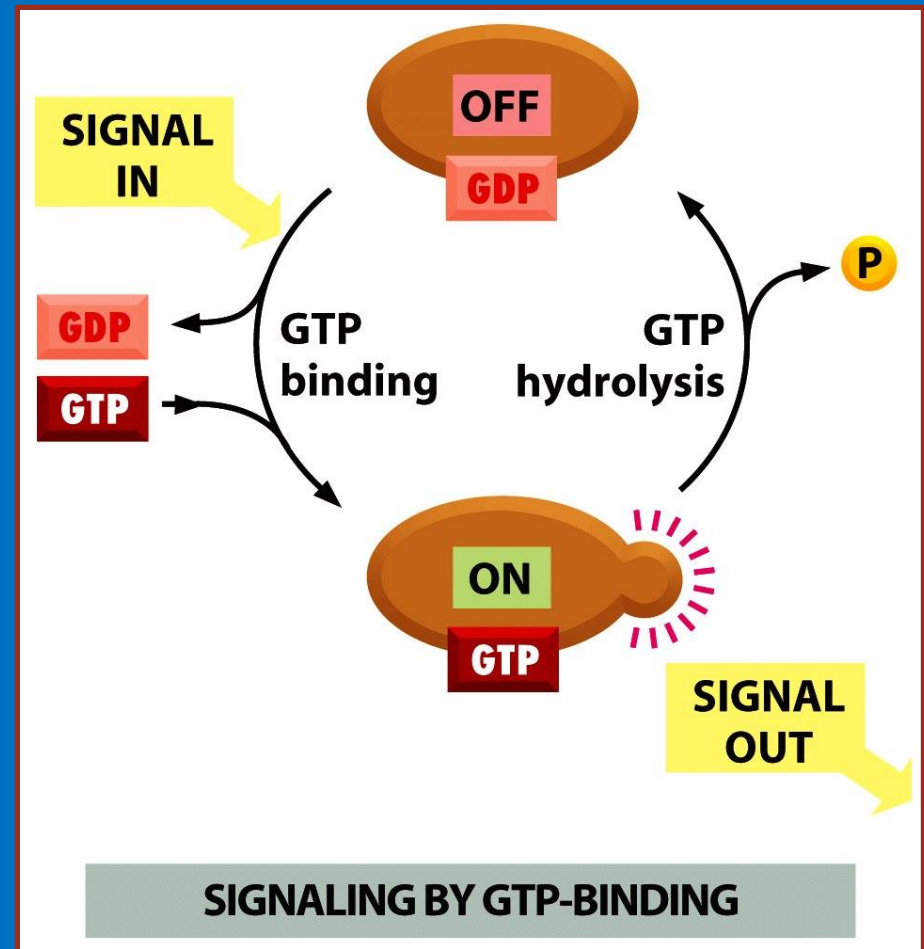 OFF
GDP
SIGNAL
IN
P
GDP
GTP
GTP
binding
GTP
hydrolysis
ON
GTP
SIGNAL
OUT
SIGNALING BY GTP-BINDING